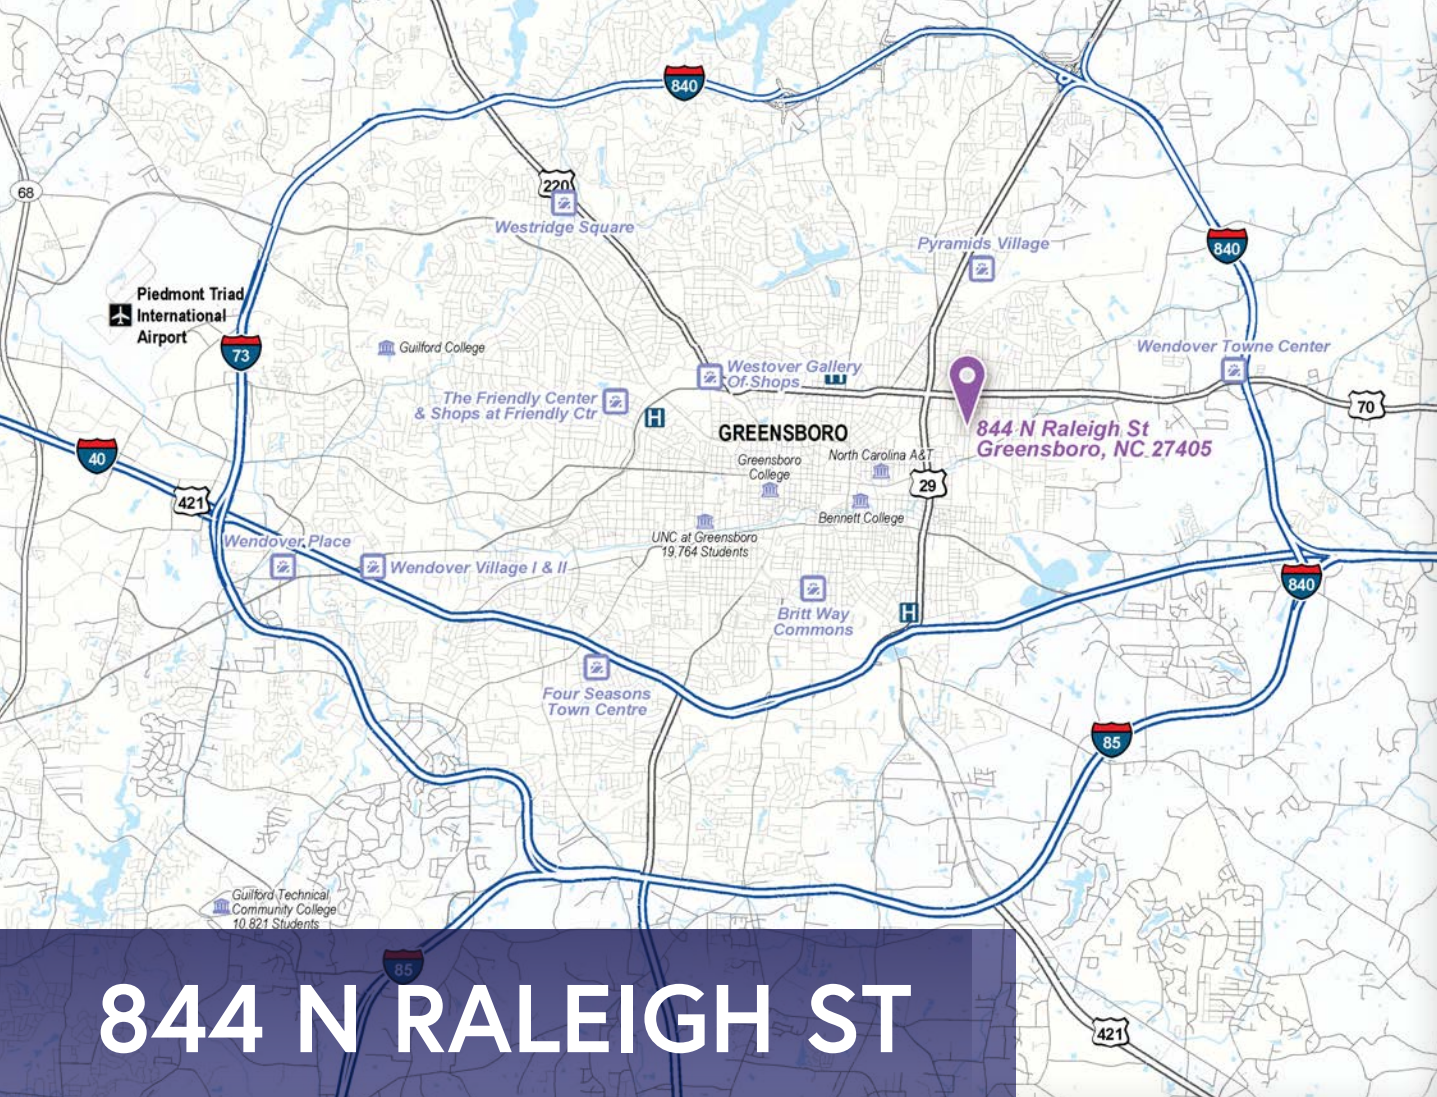 840
220
68
Westridge Square
Pyramids Village
840
Piedmont Triad
International
Airport
73
Guilford College
Wendover Towne Center
Westover Gallery
Of Shops
H
The Friendly Center
& Shops at Friendly Ctr
H
70
GREENSBORO
844 N Raleigh St
Greensboro, NC 27405
40
Greensboro
College
North Carolina A&T
29
421
Bennett College
UNC at Greensboro
19,764 Students
Wendover Place
Wendover Village I & II
840
H
Britt Way
Commons
Four Seasons
Town Centre
85
Guilford Technical
Community College
10,821 Students
85
844 N RALEIGH ST
421